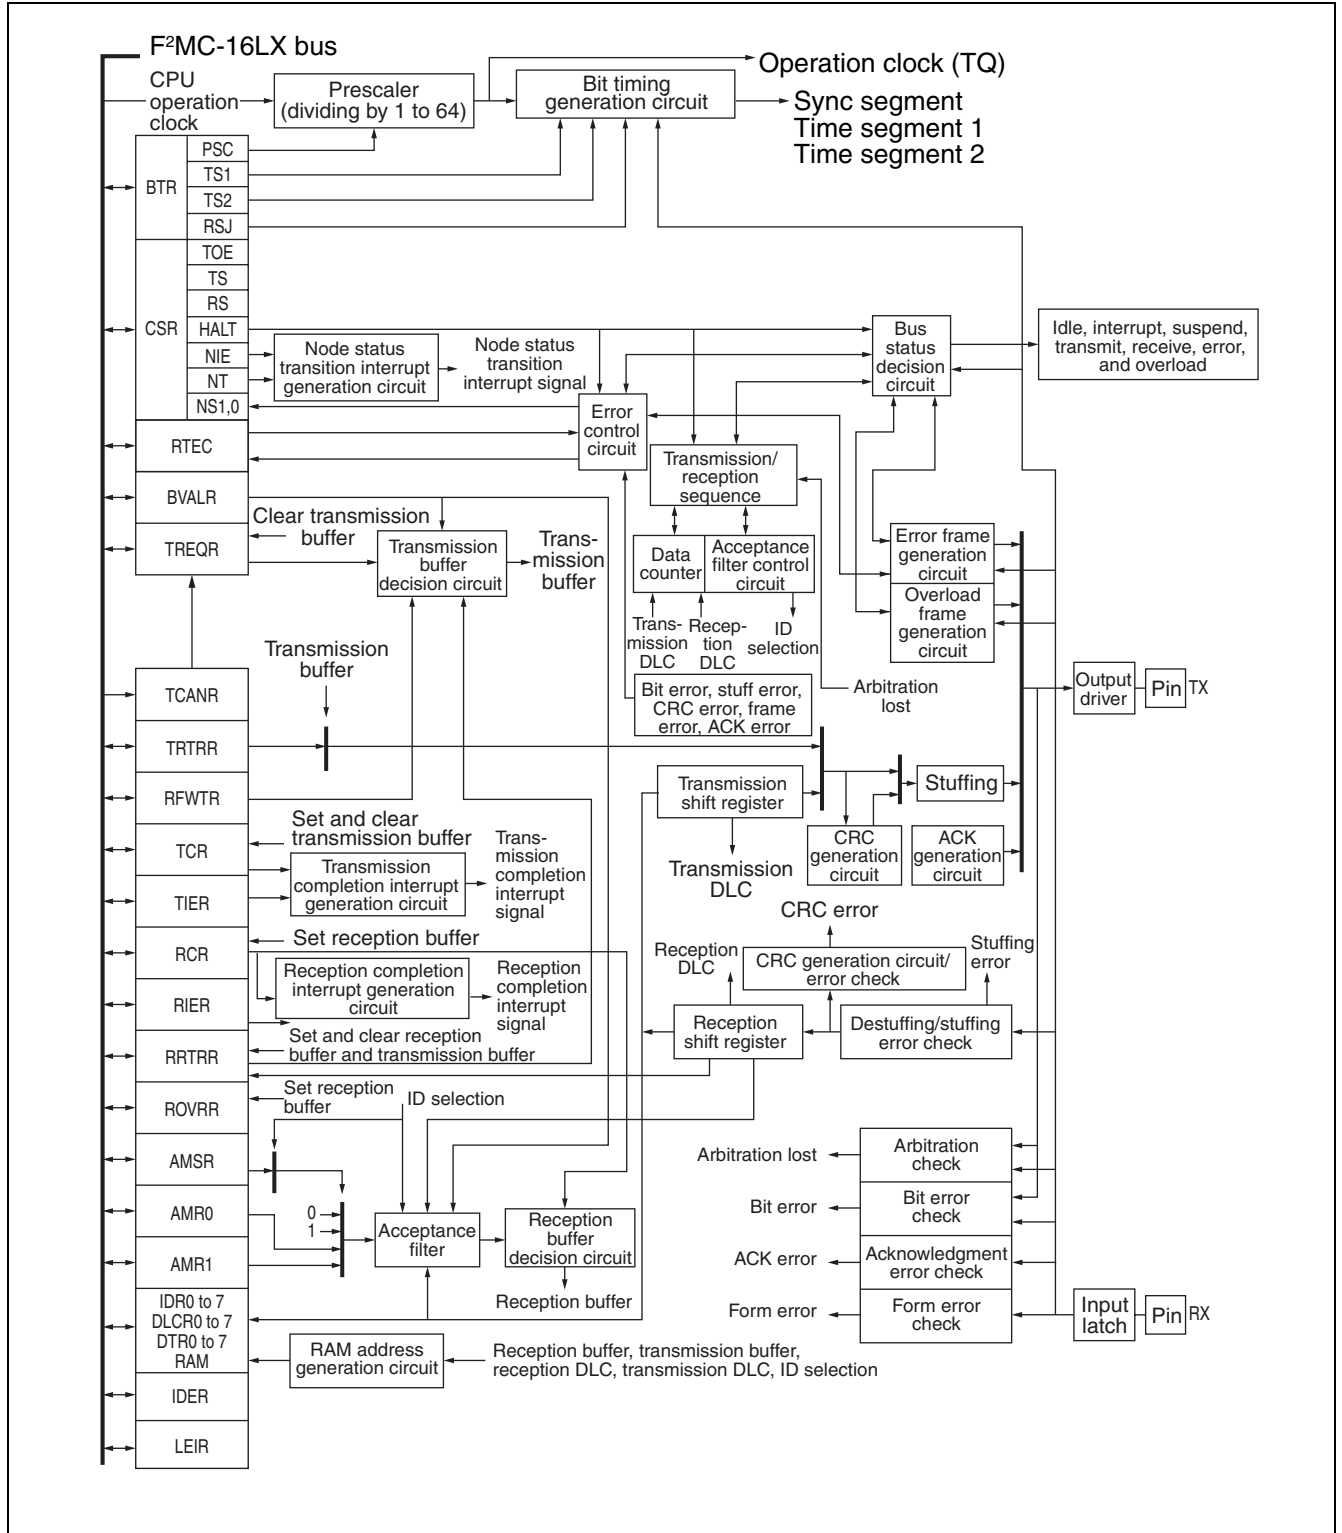 F²MC-16LX bus
CPU
operation
clock
Prescaler
(dividing by 1 to 64)
Bit timing
generation circuit
Operation clock (TQ)
Sync segment
Time segment 1
Time segment 2
BTR
PSC
TS1
TS2
RSJ
CSR
TOE
TS
RS
HALT
NIE
NT
NS1,0
Node status
transition interrupt
generation circuit
Node status
transition
interrupt signal
Bus
status
decision
circuit
Idle, interrupt, suspend,
transmit, receive, error,
and overload
Error
control
circuit
RTEC
Transmission/
reception
sequence
BVALR
Clear transmission
buffer
TREQR
Transmission
buffer
decision circuit
Trans-
mission
buffer
Data
counter
Acceptance
filter control
circuit
Error frame
generation
circuit
Overload
frame
generation
circuit
Trans-
mission
DLC
Recep-
tion
DLC
ID
selection
Transmission
buffer
TCANR
Bit error, stuff error,
CRC error, frame
error, ACK error
Arbitration
lost
Output
driver
Pin
TX
TRTRR
RFWTR
Transmission
shift register
Stuffing
Set and clear
transmission buffer
TCR
Transmission
completion interrupt
generation circuit
Trans-
mission
completion
interrupt
signal
Transmission
DLC
CRC
generation
circuit
ACK
generation
circuit
TIER
CRC error
Set reception buffer
RCR
Reception completion
interrupt generation
circuit
Reception
completion
interrupt
signal
Reception
DLC
CRC generation circuit/
error check
Stuffing
error
RIER
Reception
shift register
Destuffing/stuffing
error check
Set and clear reception
buffer and transmission buffer
RRTRR
Set reception
buffer
ID selection
ROVRR
AMSR
Arbitration lost
Arbitration
check
AMR0
0
1
Acceptance
filter
Reception
buffer
decision circuit
Bit error
Bit error
check
AMR1
ACK error
Acknowledgment
error check
Reception buffer
IDR0 to 7
DLCR0 to 7
DTR0 to 7
RAM
Form error
Form error
check
Input
latch
Pin
RX
RAM address
generation circuit
Reception buffer, transmission buffer,
reception DLC, transmission DLC, ID selection
IDER
LEIR